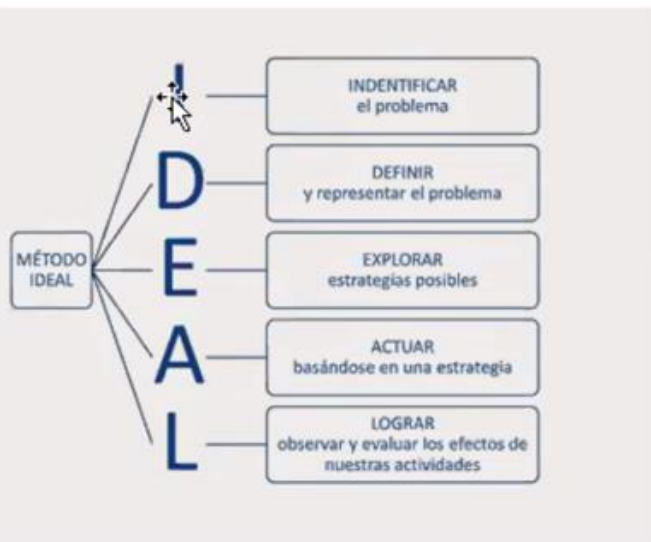 MÉTODO
IDEAL
I
INDENTIFICAR
el problema
D
DEFINIR
y representar el problema
E
EXPLORAR
estrategias posibles
A
ACTUAR
basándose en una estrategia
L
LOGRAR
observar y evaluar los efectos de
nuestras actividades